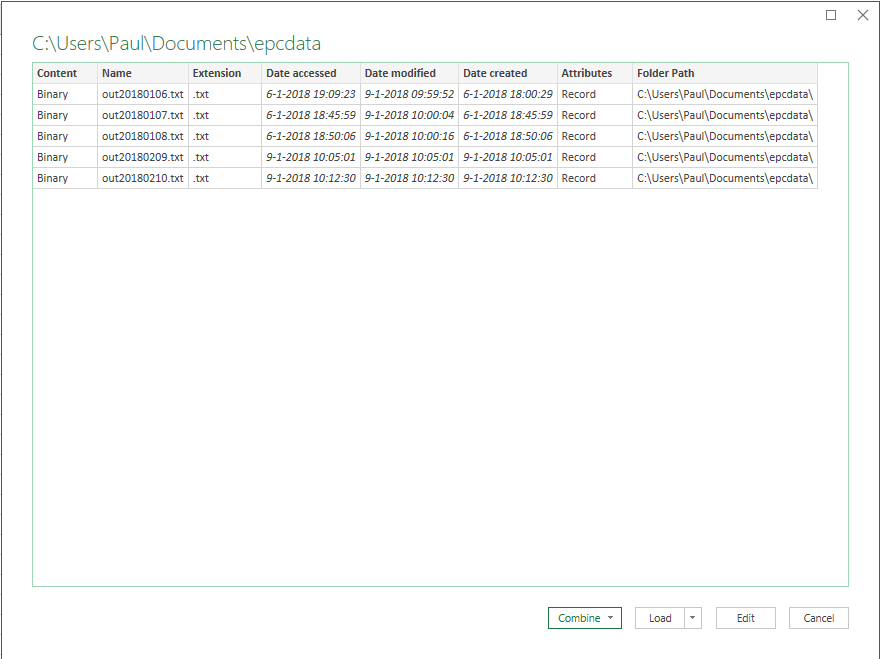 C:\Users\Paul\Documents\epcdata
Content Name Extension Date accessed Date modified Date created Attributes Folder Path
Binary out20180106.txt .txt 6-1-2018 19:09:23 9-1-2018 09:59:52 6-1-2018 18:00:29 Record C:\Users\Paul\Documents\epcdata\
Binary out20180107.txt .txt 6-1-2018 18:45:59 9-1-2018 10:00:04 6-1-2018 18:45:59 Record C:\Users\Paul\Documents\epcdata\
Binary out20180108.txt .txt 6-1-2018 18:50:06 9-1-2018 10:00:16 6-1-2018 18:50:06 Record C:\Users\Paul\Documents\epcdata\
Binary out20180209.txt .txt 9-1-2018 10:05:01 9-1-2018 10:05:01 9-1-2018 10:05:01 Record C:\Users\Paul\Documents\epcdata\
Binary out20180210.txt .txt 9-1-2018 10:12:30 9-1-2018 10:12:30 9-1-2018 10:12:30 Record C:\Users\Paul\Documents\epcdata\
Combine Load Edit Cancel